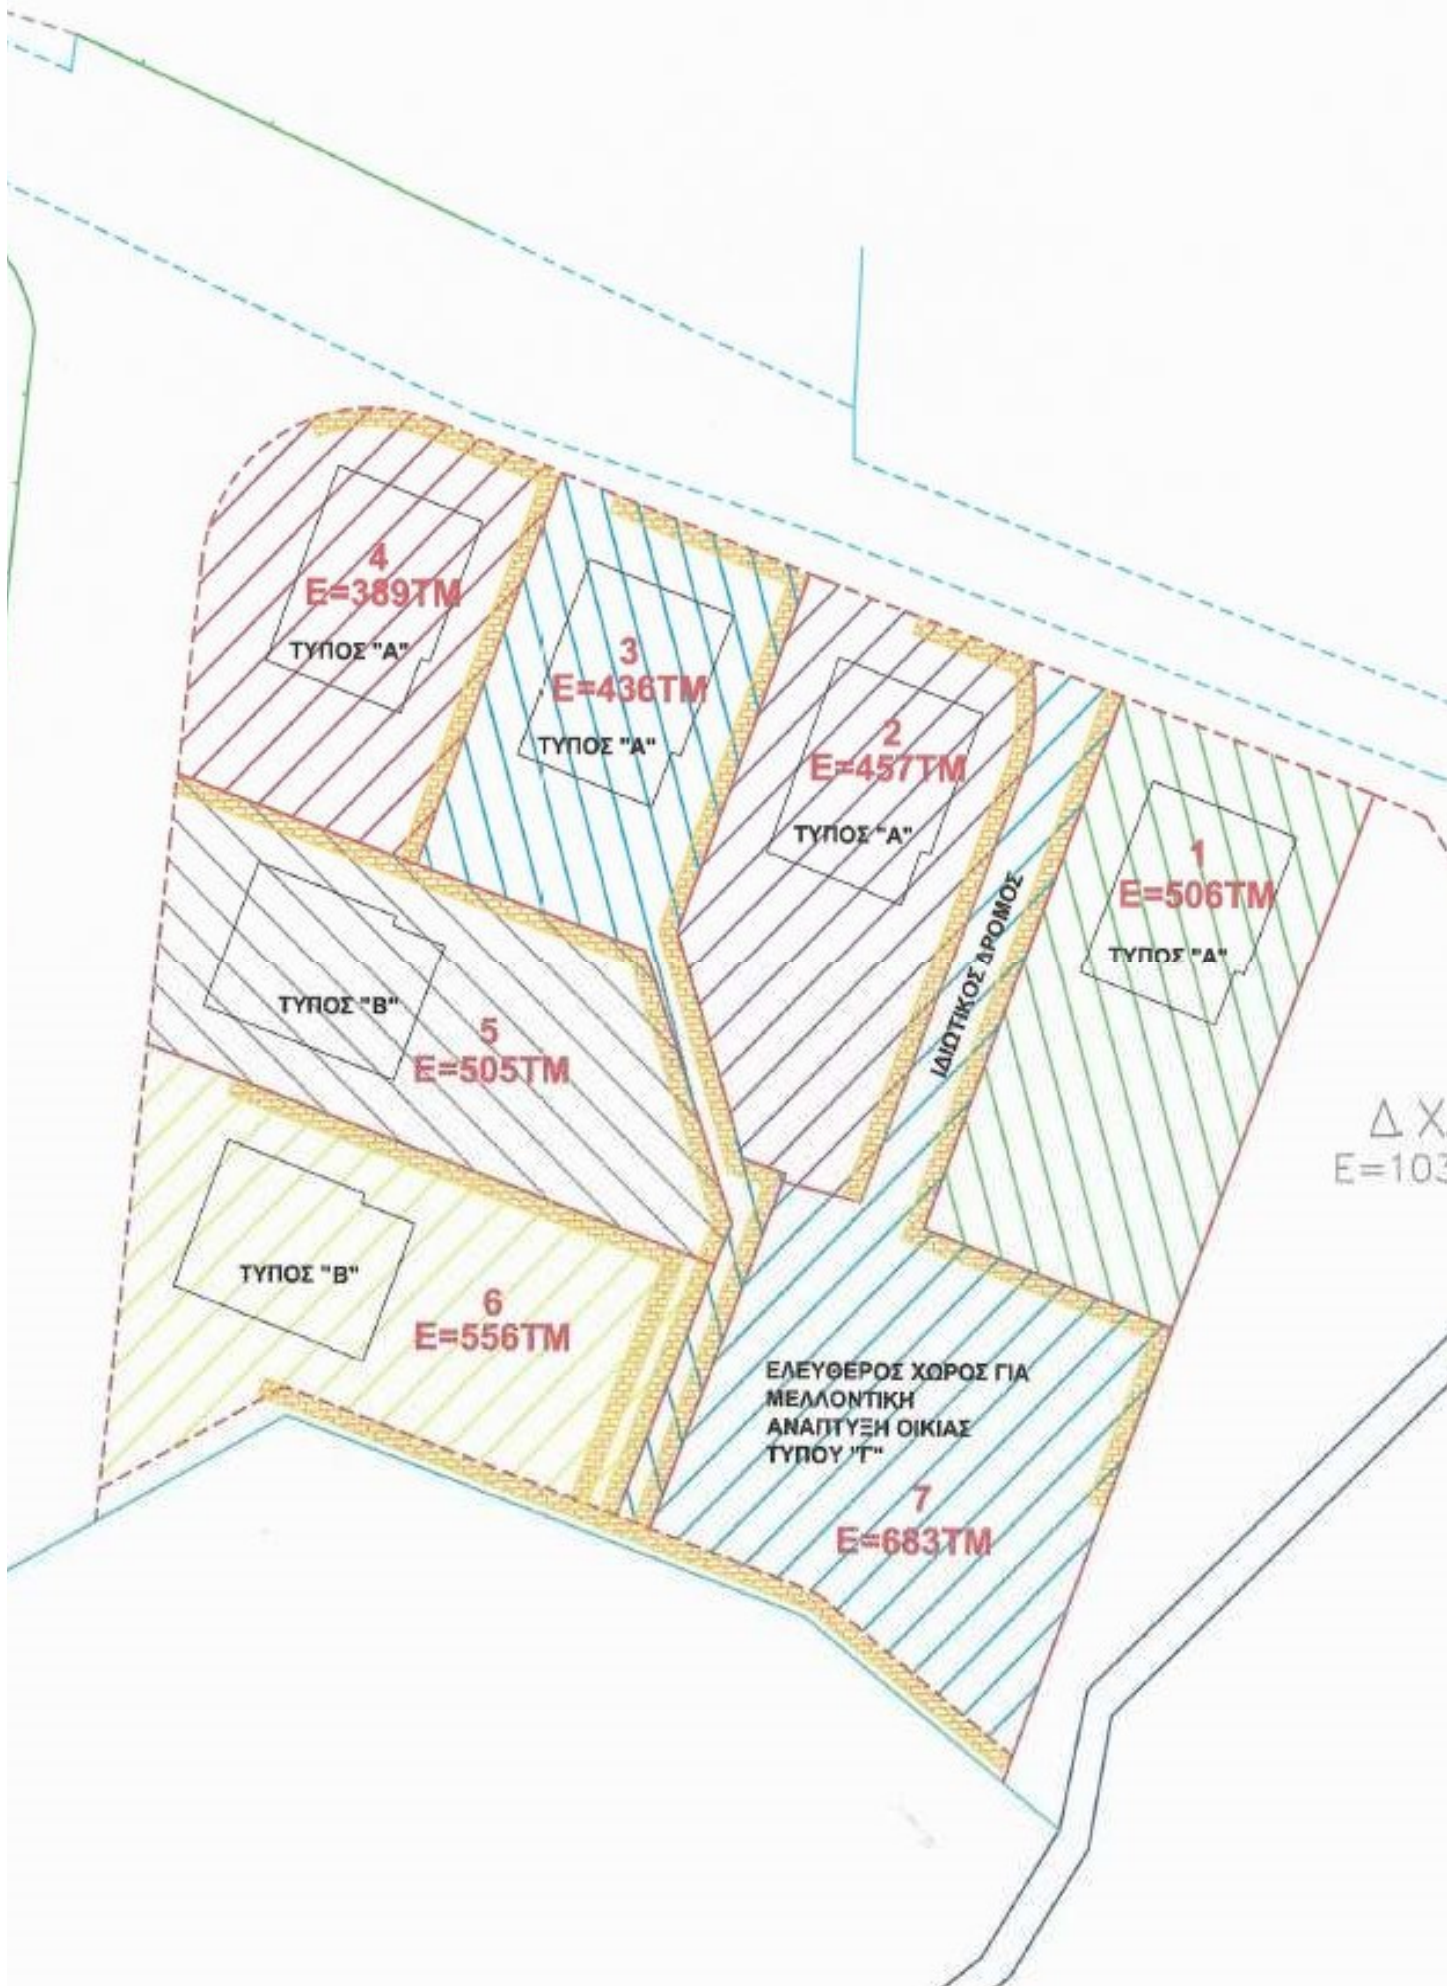 4
E=389TM
ΤΥΠΟΣ "Α"
3
E=436TM
ΤΥΠΟΣ "Α"
2
E=457TM
ΤΥΠΟΣ "Α"
1
E=506TM
ΤΥΠΟΣ "Α"
ΙΔΙΩΤΙΚΟΣ ΔΡΟΜΟΣ
ΤΥΠΟΣ "Β"
5
E=505TM
Δ Χ
E=103
ΤΥΠΟΣ "Β"
6
E=556TM
ΕΛΕΥΘΕΡΟΣ ΧΩΡΟΣ ΓΙΑ
ΜΕΛΛΟΝΤΙΚΗ
ΑΝΑΠΤΥΞΗ ΟΙΚΙΑΣ
ΤΥΠΟΥ "Γ"
7
E=683TM